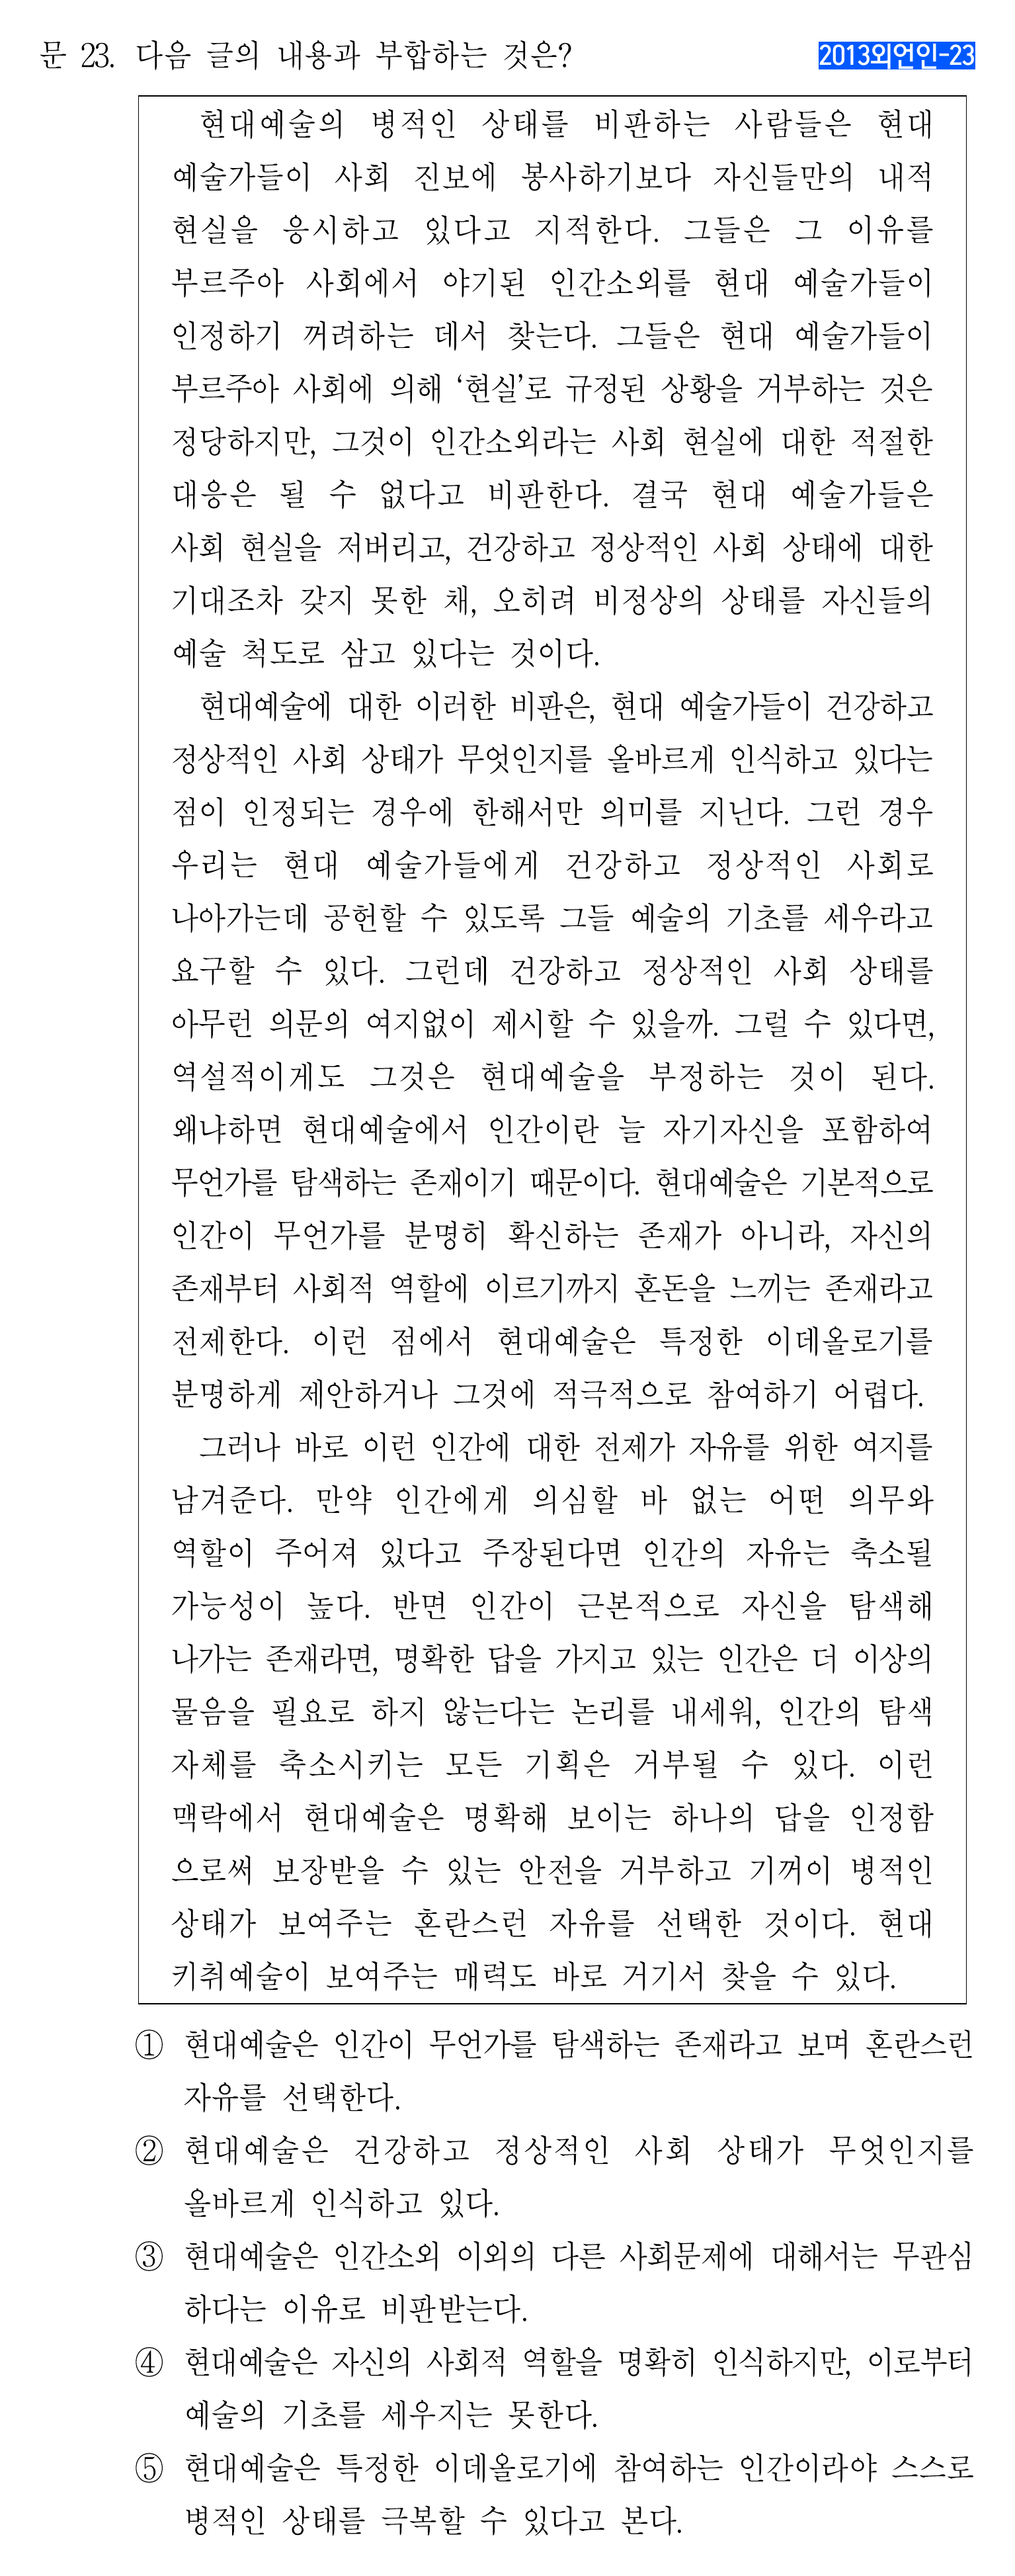 문 23. 다음 글의 내용과 부합하는 것은?
2013외언인-23
현대예술의 병적인 상태를 비판하는 사람들은 현대
예술가들이 사회 진보에 봉사하기보다 자신들만의 내적
현실을 응시하고 있다고 지적한다. 그들은 그 이유를
부르주아 사회에서 야기된 인간소외를 현대 예술가들이
인정하기 꺼려하는 데서 찾는다. 그들은 현대 예술가들이
부르주아 사회에 의해 ‘현실’로 규정된 상황을 거부하는 것은
정당하지만, 그것이 인간소외라는 사회 현실에 대한 적절한
대응은 될 수 없다고 비판한다. 결국 현대 예술가들은
사회 현실을 저버리고, 건강하고 정상적인 사회 상태에 대한
기대조차 갖지 못한 채, 오히려 비정상의 상태를 자신들의
예술 척도로 삼고 있다는 것이다.
현대예술에 대한 이러한 비판은, 현대 예술가들이 건강하고
정상적인 사회 상태가 무엇인지를 올바르게 인식하고 있다는
점이 인정되는 경우에 한해서만 의미를 지닌다. 그런 경우
우리는 현대 예술가들에게 건강하고 정상적인 사회로
나아가는데 공헌할 수 있도록 그들 예술의 기초를 세우라고
요구할 수 있다. 그런데 건강하고 정상적인 사회 상태를
아무런 의문의 여지없이 제시할 수 있을까. 그럴 수 있다면,
역설적이게도 그것은 현대예술을 부정하는 것이 된다.
왜냐하면 현대예술에서 인간이란 늘 자기자신을 포함하여
무언가를 탐색하는 존재이기 때문이다. 현대예술은 기본적으로
인간이 무언가를 분명히 확신하는 존재가 아니라, 자신의
존재부터 사회적 역할에 이르기까지 혼돈을 느끼는 존재라고
전제한다. 이런 점에서 현대예술은 특정한 이데올로기를
분명하게 제안하거나 그것에 적극적으로 참여하기 어렵다.
그러나 바로 이런 인간에 대한 전제가 자유를 위한 여지를
남겨준다. 만약 인간에게 의심할 바 없는 어떤 의무와
역할이 주어져 있다고 주장된다면 인간의 자유는 축소될
가능성이 높다. 반면 인간이 근본적으로 자신을 탐색해
나가는 존재라면, 명확한 답을 가지고 있는 인간은 더 이상의
물음을 필요로 하지 않는다는 논리를 내세워, 인간의 탐색
자체를 축소시키는 모든 기획은 거부될 수 있다. 이런
맥락에서 현대예술은 명확해 보이는 하나의 답을 인정함
으로써 보장받을 수 있는 안전을 거부하고 기꺼이 병적인
상태가 보여주는 혼란스런 자유를 선택한 것이다. 현대
키취예술이 보여주는 매력도 바로 거기서 찾을 수 있다.
① 현대예술은 인간이 무언가를 탐색하는 존재라고 보며 혼란스런
자유를 선택한다.
② 현대예술은 건강하고 정상적인 사회 상태가 무엇인지를
올바르게 인식하고 있다.
③ 현대예술은 인간소외 이외의 다른 사회문제에 대해서는 무관심
하다는 이유로 비판받는다.
④ 현대예술은 자신의 사회적 역할을 명확히 인식하지만, 이로부터
예술의 기초를 세우지는 못한다.
⑤ 현대예술은 특정한 이데올로기에 참여하는 인간이라야 스스로
병적인 상태를 극복할 수 있다고 본다.